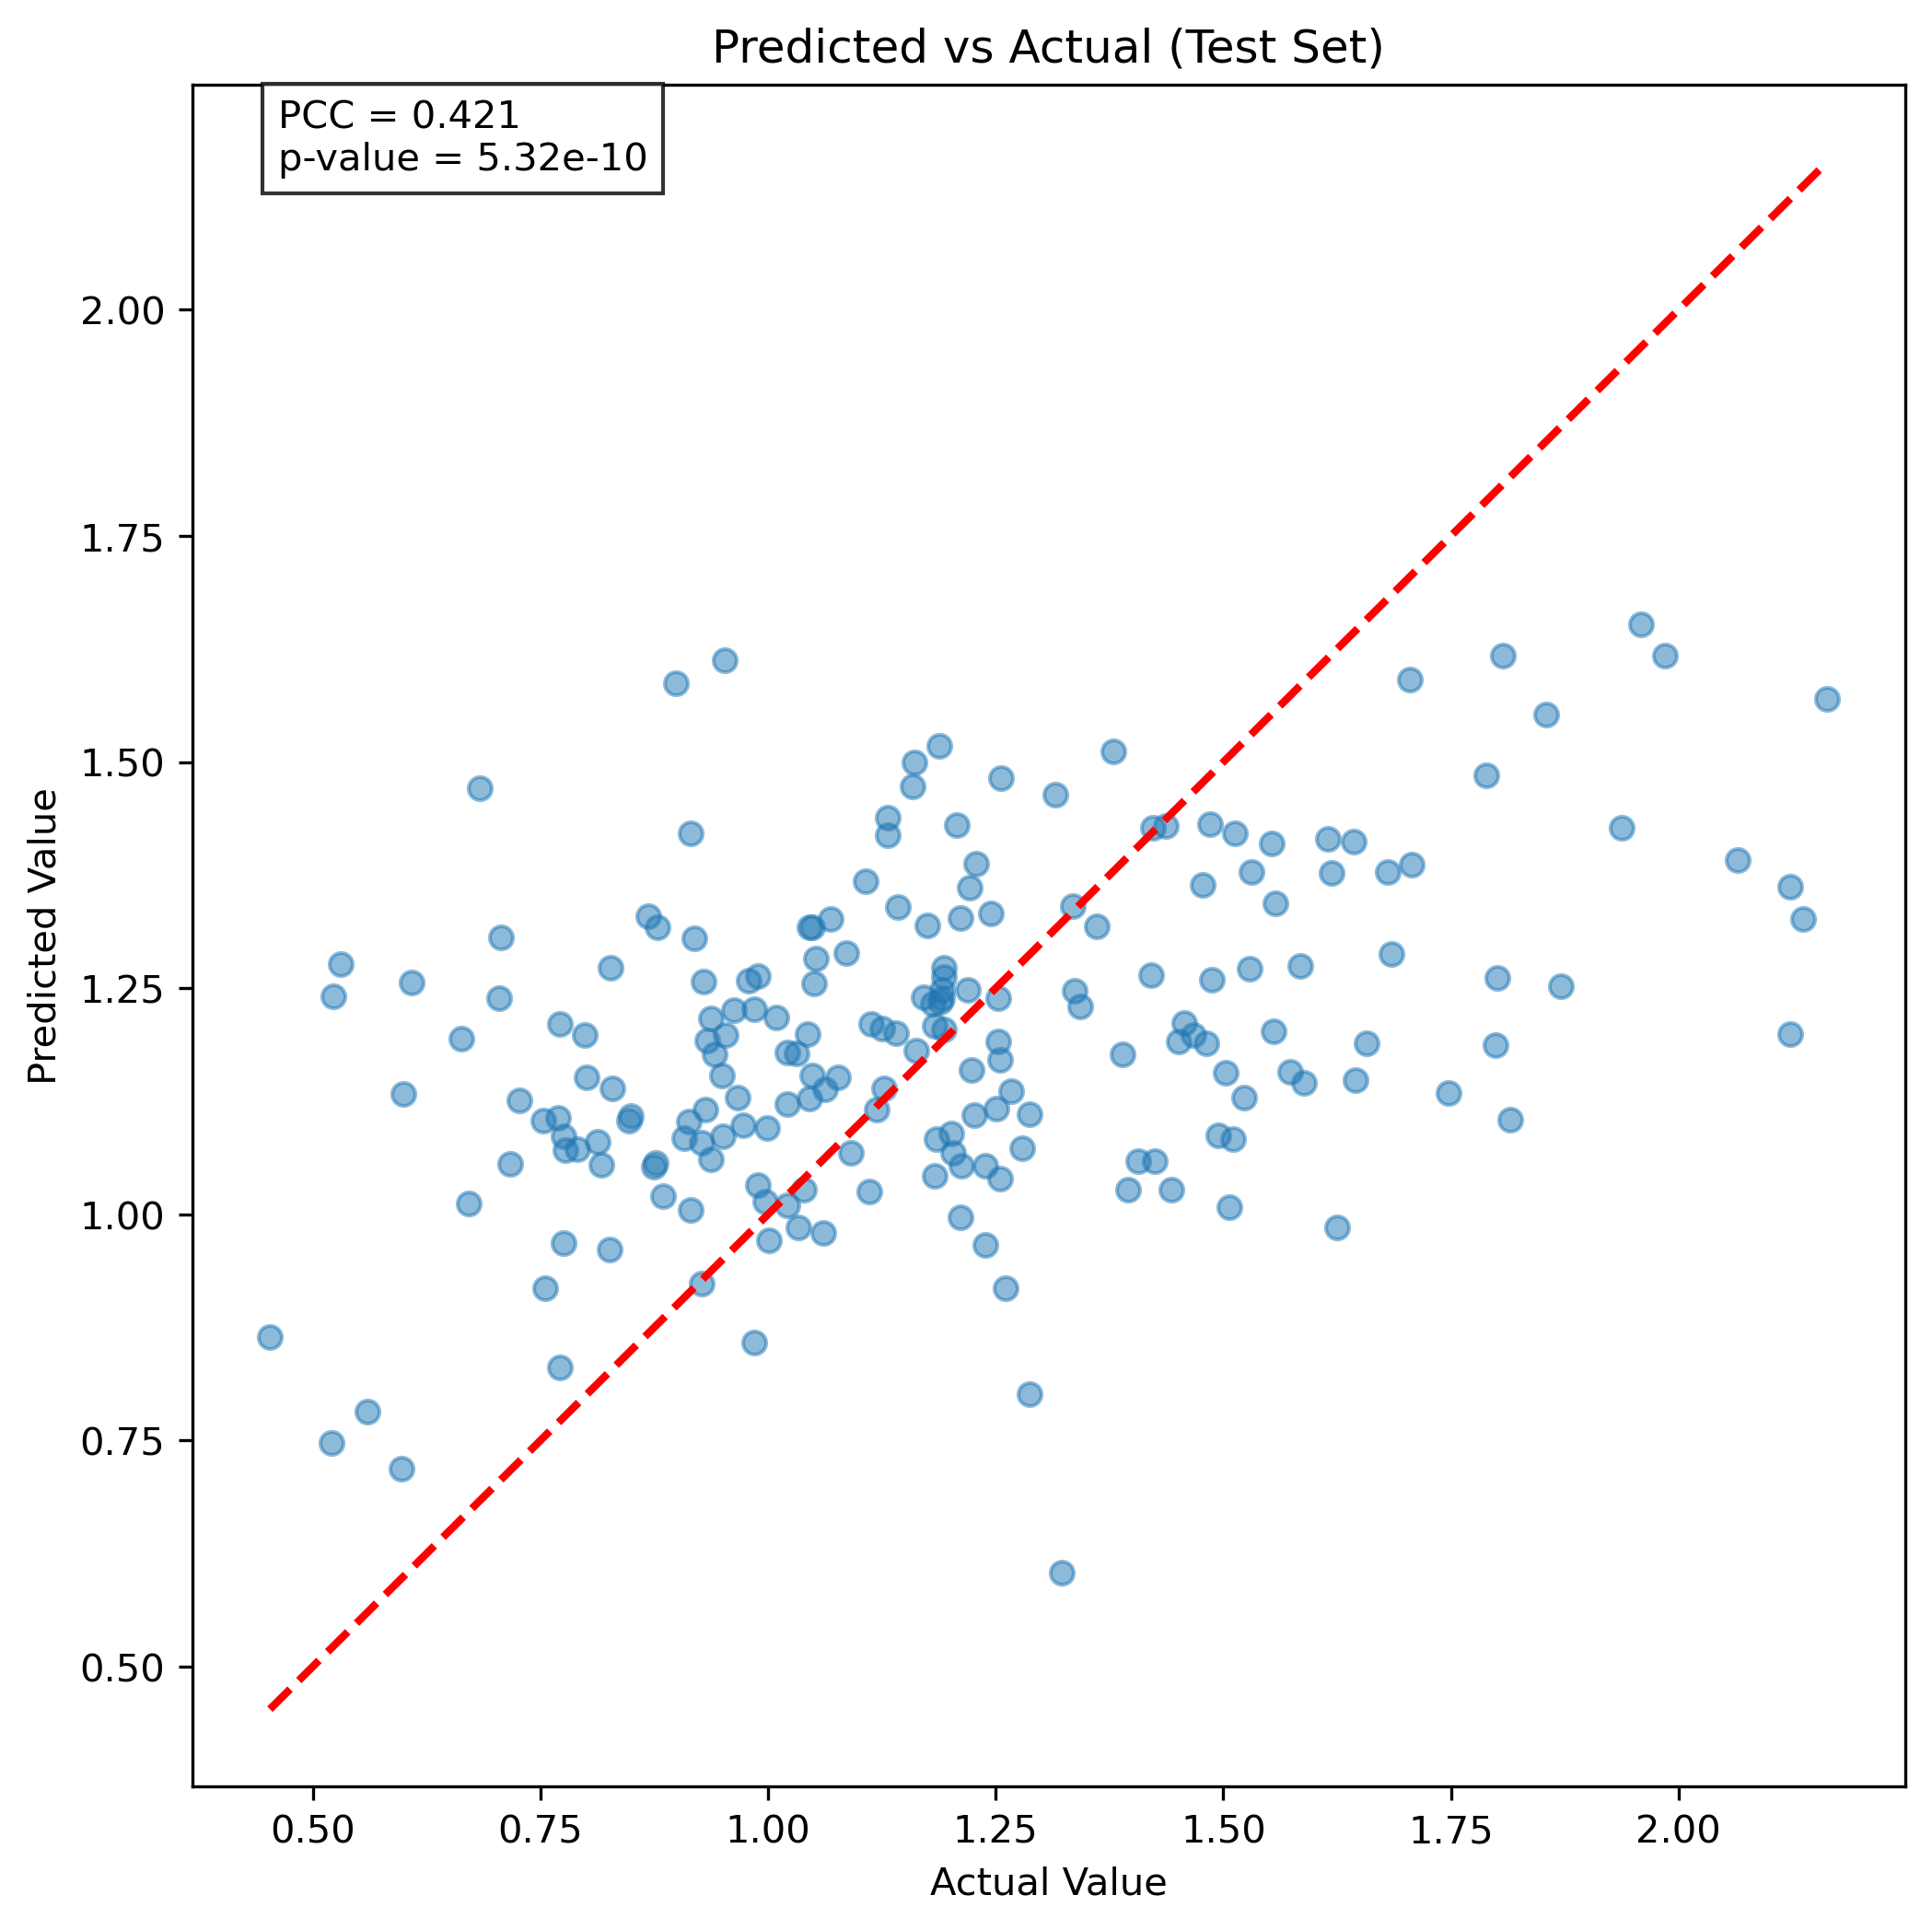 Predicted vs Actual (Test Set)
PCC = 0.421
p-value = 5.32e-10
Predicted Value
2.00
1.75
1.50
1.25
1.00
0.75
0.50
0.50 0.75 1.00 1.25 1.50 1.75 2.00
Actual Value